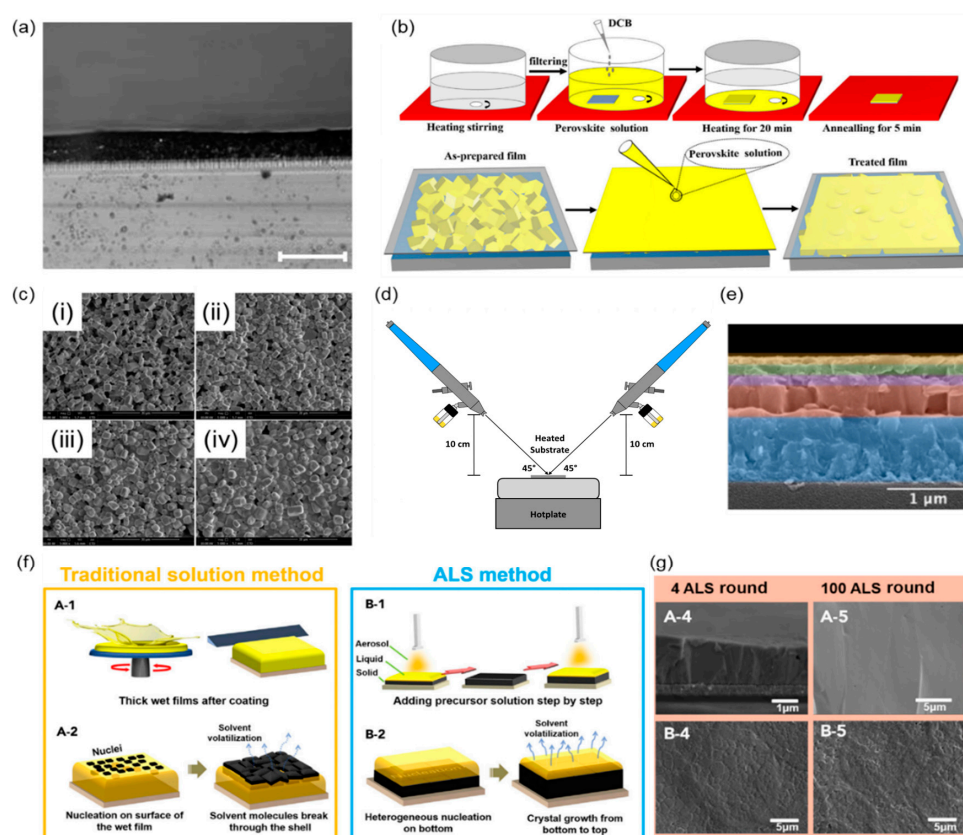 (a)
(b)
DCB
filtering
Heating stirring
Perovskite solution
Heating for 20 min
Annealling for 5 min
As-prepared film
Perovskite solution
Treated film
(c)
(i)
(ii)
(iii)
(iv)
(d)
10 cm
Heated
Substrate
10 cm
45°
45°
Hotplate
(e)
1 µm
(f)
Traditional solution method
A-1
Thick wet films after coating
A-2
Nuclei
Solvent
volatilization
Nucleation on surface
of the wet film
Solvent molecules break
through the shell
ALS method
B-1
Aerosol
Liquid
Solid
Adding precursor solution step by step
B-2
Solvent
volatilization
Heterogeneous nucleation
on bottom
Crystal growth from
bottom to top
(g)
4 ALS round
100 ALS round
A-4
1µm
A-5
5µm
B-4
5µm
B-5
5µm